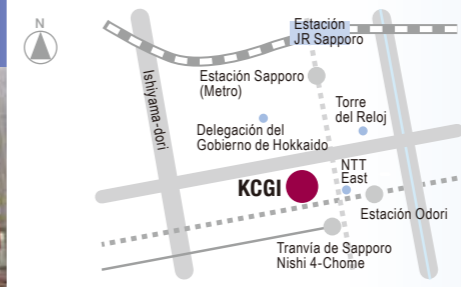 N
Estación
JR Sapporo
Ishiyama-dori
Estación Sapporo
(Metro)
Torre
del Reloj
Delegación del
Gobierno de Hokkaido
NTT
East
KCGI
Estación Odori
Tranvía de Sapporo
Nishi 4-Chome